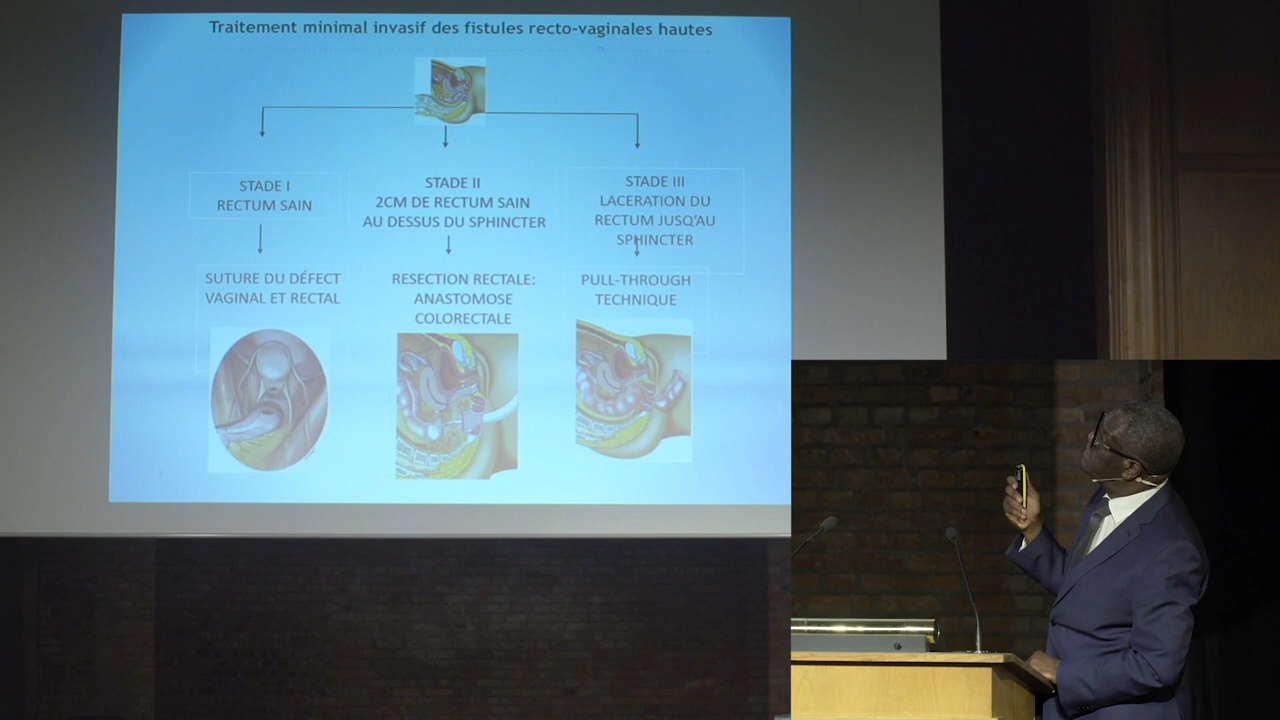 Traitement minimal invasif des fistules recto-vaginales hautes
STADE I
RECTUM SAIN
STADE II
2CM DE RECTUM SAIN
AU DESSUS DU SPHINCTER
STADE III
LACERATION DU
RECTUM JUSQ'AU
SPHINCTER
SUTURE DU DÉFECT
VAGINAL ET RECTAL
RESECTION RECTALE:
ANASTOMOSE
COLORECTALE
PULL-THROUGH
TECHNIQUE